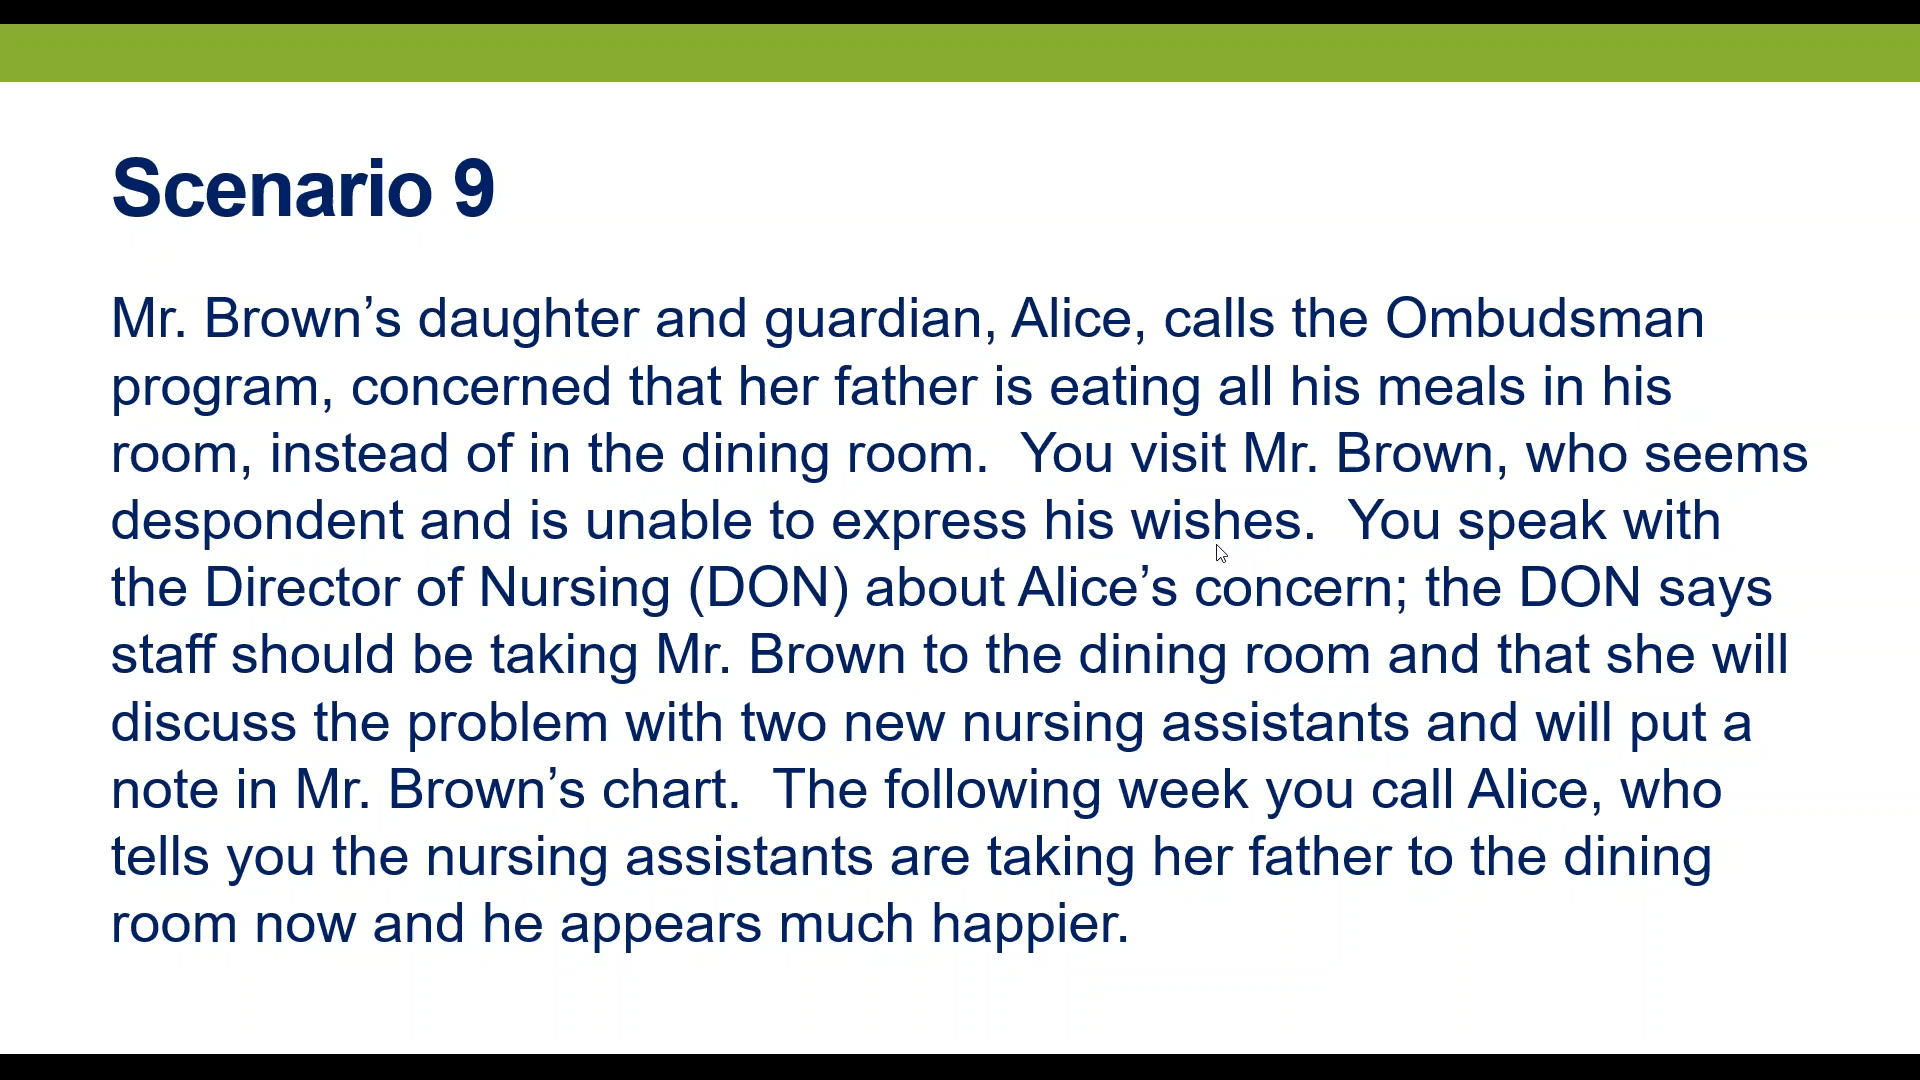 Scenario 9
Mr. Brown’s daughter and guardian, Alice, calls the Ombudsman
program, concerned that her father is eating all his meals in his
room, instead of in the dining room.  You visit Mr. Brown, who seems
despondent and is unable to express his wishes.  You speak with
the Director of Nursing (DON) about Alice’s concern; the DON says
staff should be taking Mr. Brown to the dining room and that she will
discuss the problem with two new nursing assistants and will put a
note in Mr. Brown’s chart.  The following week you call Alice, who
tells you the nursing assistants are taking her father to the dining
room now and he appears much happier.